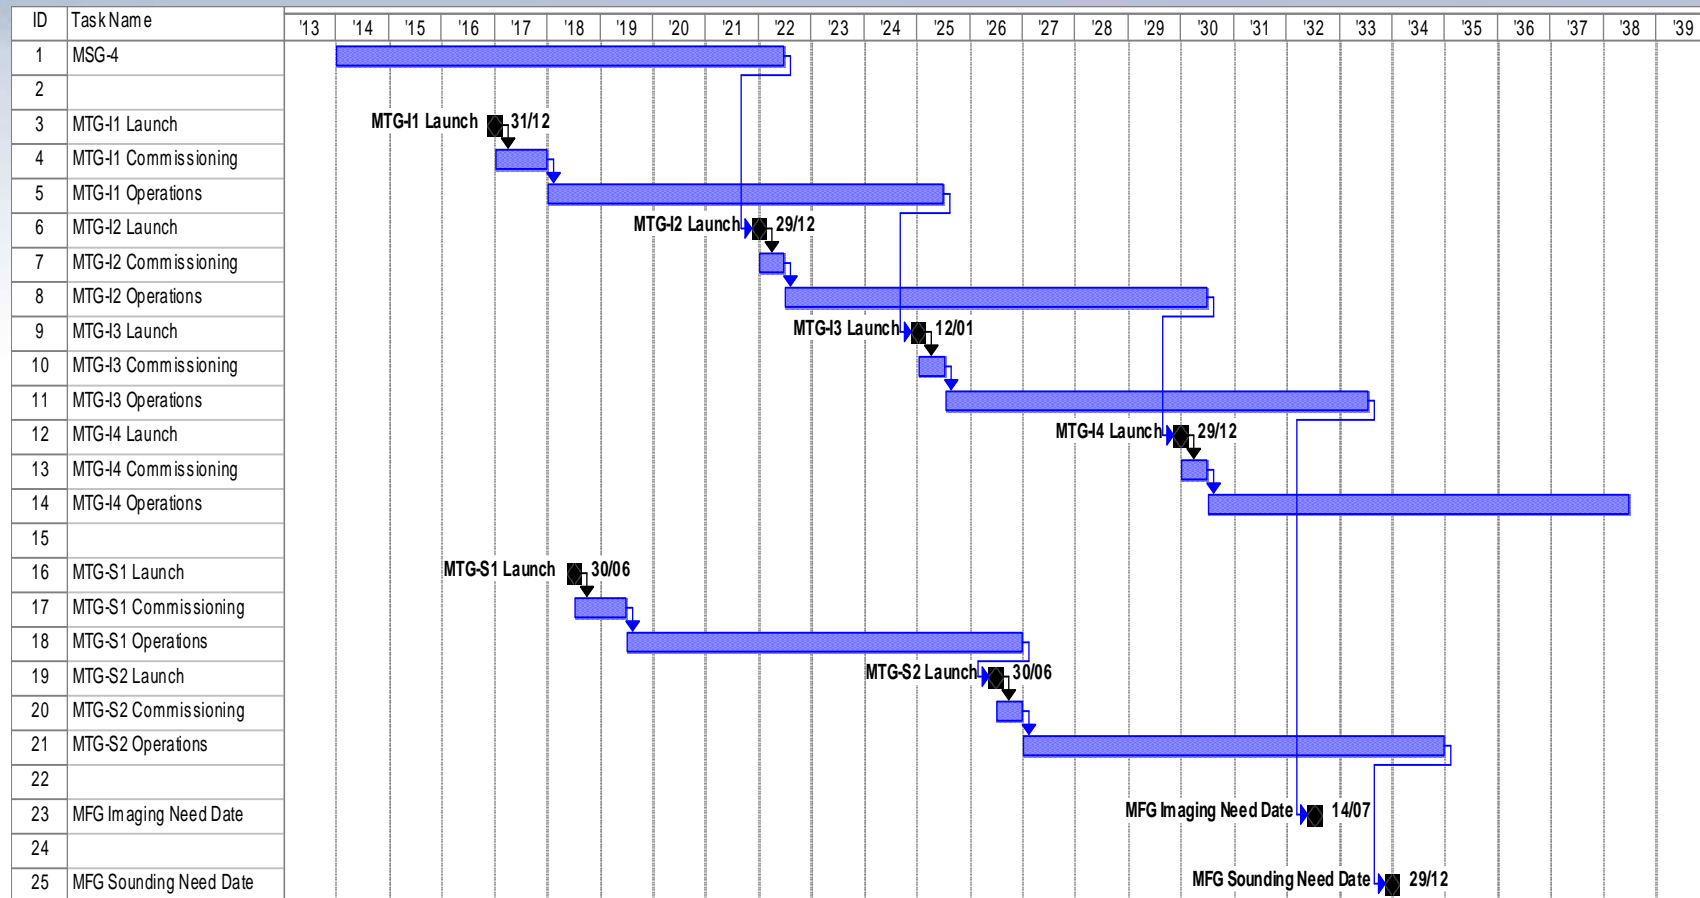 ID Task Name '13 '14 '15 '16 '17 '18 '19 '20 '21 '22 '23 '24 '25 '26 '27 '28 '29 '30 '31 '32 '33 '34 '35 '36 '37 '38 '39
1 MSG-4
2
3 MTG-I1 Launch MTG-I1 Launch 31/12
4 MTG-I1 Commissioning
5 MTG-I1 Operations
6 MTG-I2 Launch MTG-I2 Launch 29/12
7 MTG-I2 Commissioning
8 MTG-I2 Operations
9 MTG-I3 Launch MTG-I3 Launch 12/01
10 MTG-I3 Commissioning
11 MTG-I3 Operations
12 MTG-I4 Launch MTG-I4 Launch 29/12
13 MTG-I4 Commissioning
14 MTG-I4 Operations
15
16 MTG-S1 Launch MTG-S1 Launch 30/06
17 MTG-S1 Commissioning
18 MTG-S1 Operations
19 MTG-S2 Launch MTG-S2 Launch 30/06
20 MTG-S2 Commissioning
21 MTG-S2 Operations
22
23 MFG Imaging Need Date MFG Imaging Need Date 14/07
24
25 MFG Sounding Need Date MFG Sounding Need Date 29/12